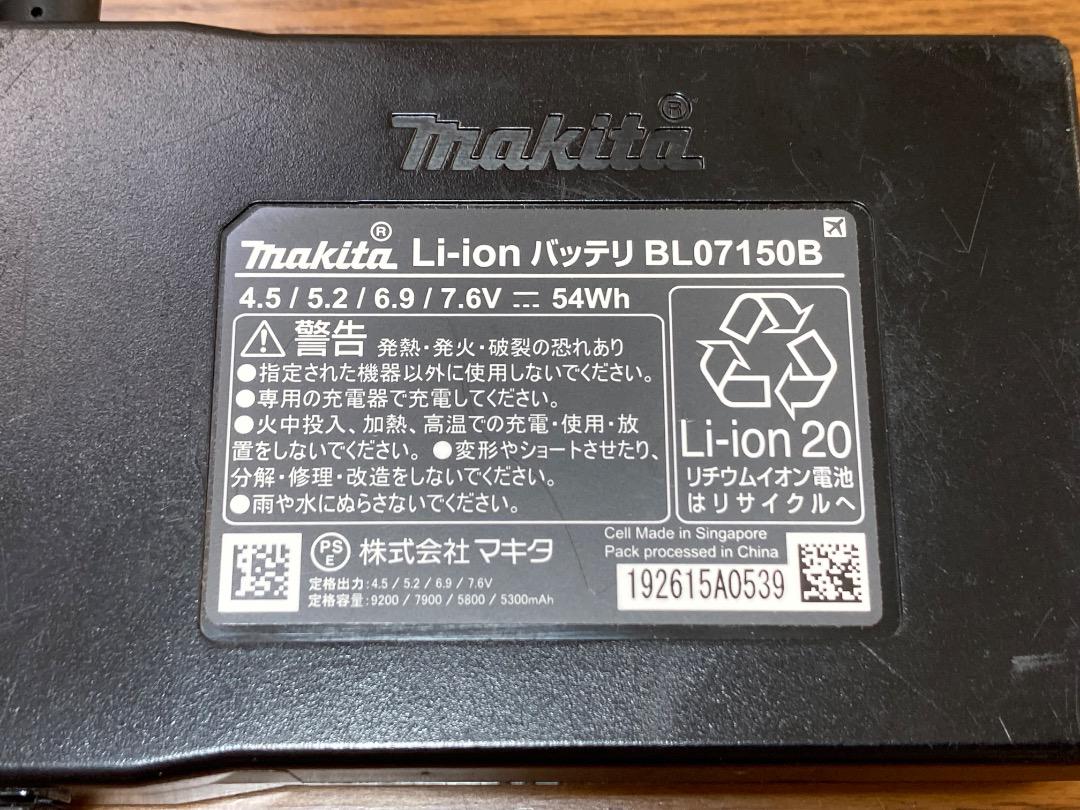 makita®
makita® Li-ion バッテリ BL07150B
4.5 / 5.2 / 6.9 / 7.6V ⎓ 54Wh
警告 発熱・発火・破裂の恐れあり
●指定された機器以外に使用しないでください。
●専用の充電器で充電してください。
●火中投入、加熱、高温での充電・使用・放
置をしないでください。 ●変形やショートさせたり、
分解・修理・改造をしないでください。
●雨や水にぬらさないでください。
Li-ion 20
リチウムイオン電池
はリサイクルへ
PS
E
株式会社 マキタ
定格出力:4.5 / 5.2 / 6.9 / 7.6V
定格容量:9200 / 7900 / 5800 / 5300mAh
Cell Made in Singapore
Pack processed in China
192615A0539